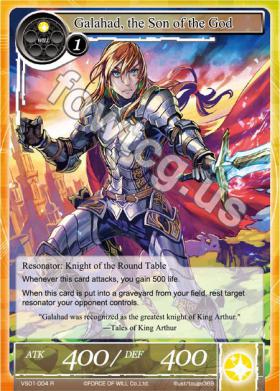 Galahad, the Son of the God
WILL
1
fowtcg.us
Resonator: Knight of the Round Table
Whenever this card attacks, you gain 500 life.
When this card is put into a graveyard from your field, rest target
resonator your opponent controls.
"Galahad was recognized as the greatest knight of King Arthur."
—Tales of King Arthur
ATK 400/ DEF 400
VS01-004 R ©FORCE OF WILL Co.,Ltd. Illust/touge369